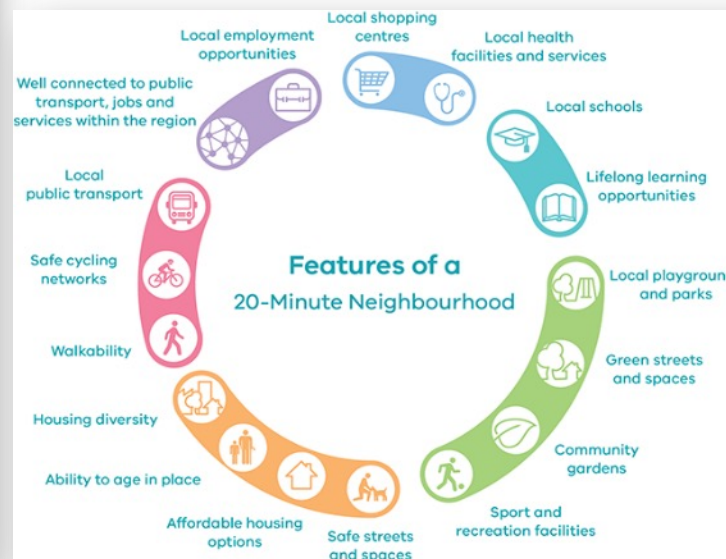 Local shopping
centres
Local health
facilities and services
Local schools
Lifelong learning
opportunities
Local playgroun
and parks
Green streets
and spaces
Community
gardens
Sport and
recreation facilities
Safe streets
and spaces
Affordable housing
options
Ability to age in place
Housing diversity
Walkability
Safe cycling
networks
Local
public transport
Well connected to public
transport, jobs and
services within the region
Local employment
opportunities
Features of a
20-Minute Neighbourhood